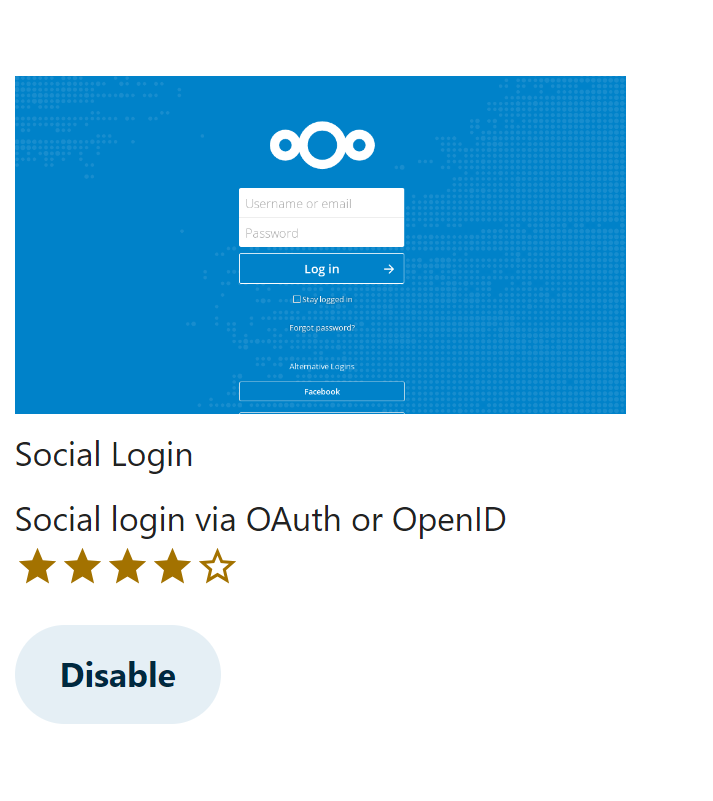 Username or email
Password
Log in
Stay logged in
Forgot password?
Alternative Logins
Facebook
Social Login
Social login via OAuth or OpenID
Disable